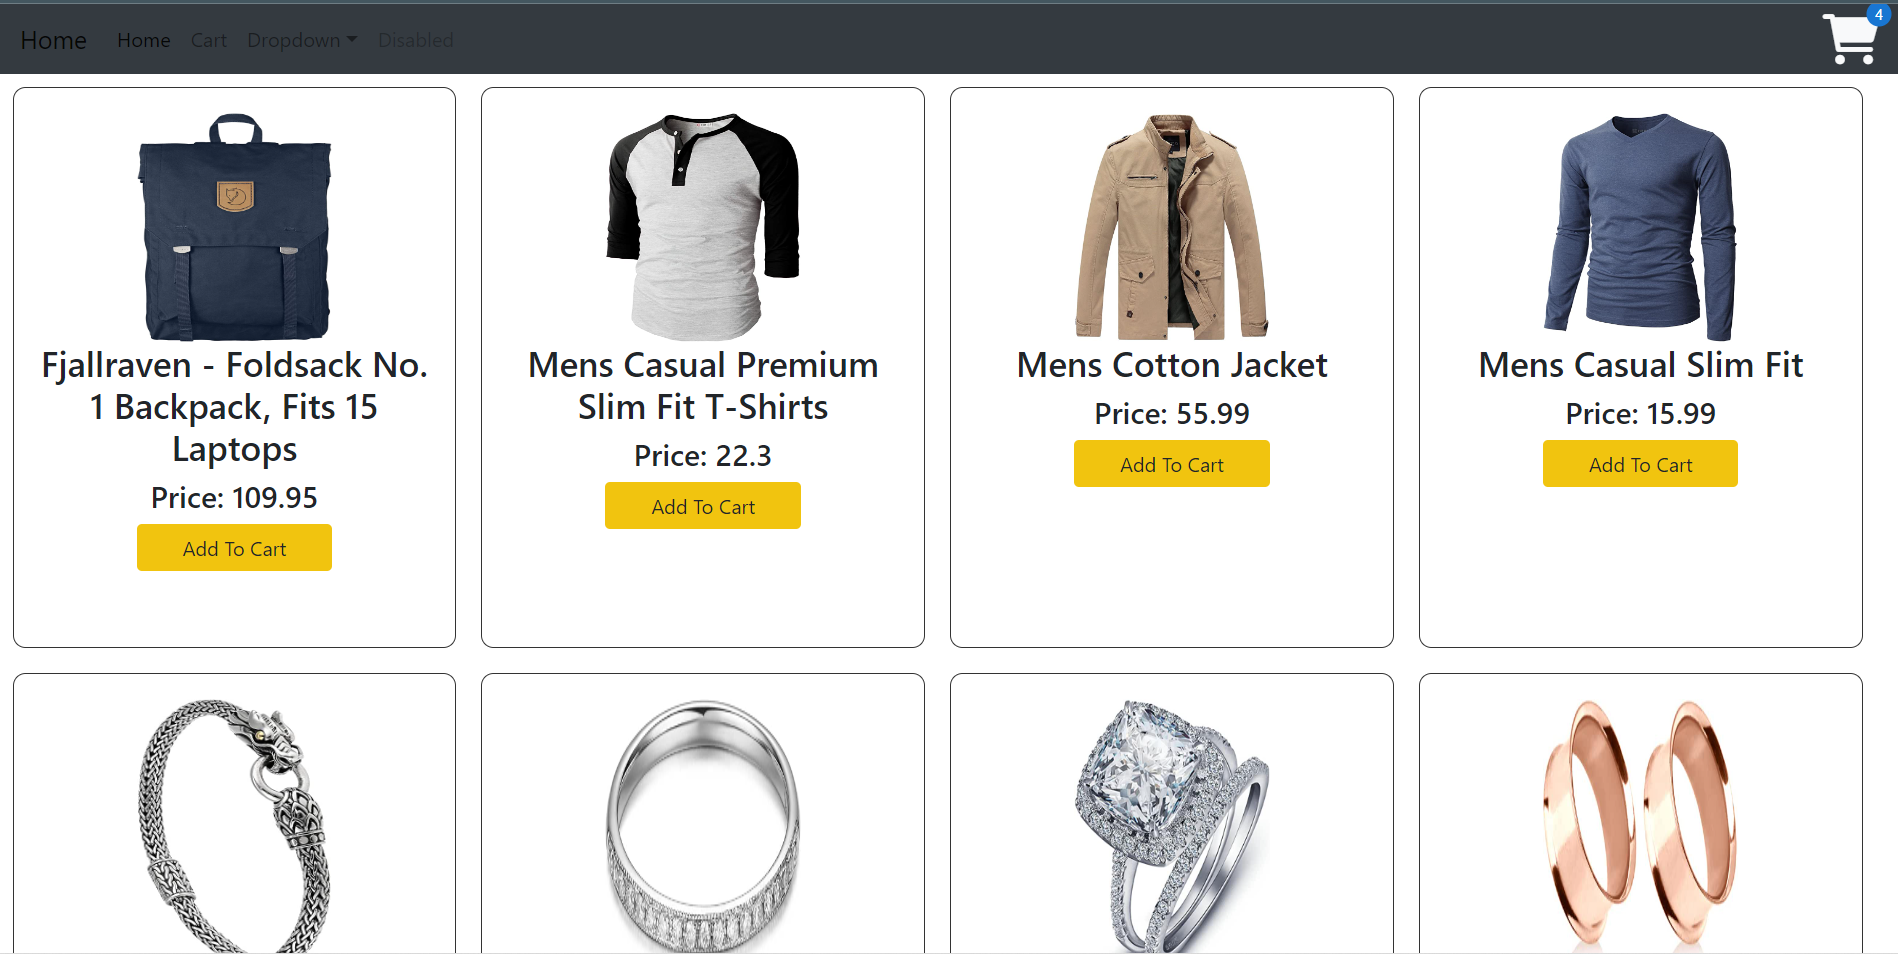 Home Home Cart Dropdown Disabled 4
Fjallraven - Foldsack No.
1 Backpack, Fits 15
Laptops
Price: 109.95
Add To Cart
Mens Casual Premium
Slim Fit T-Shirts
Price: 22.3
Add To Cart
Mens Cotton Jacket
Price: 55.99
Add To Cart
Mens Casual Slim Fit
Price: 15.99
Add To Cart